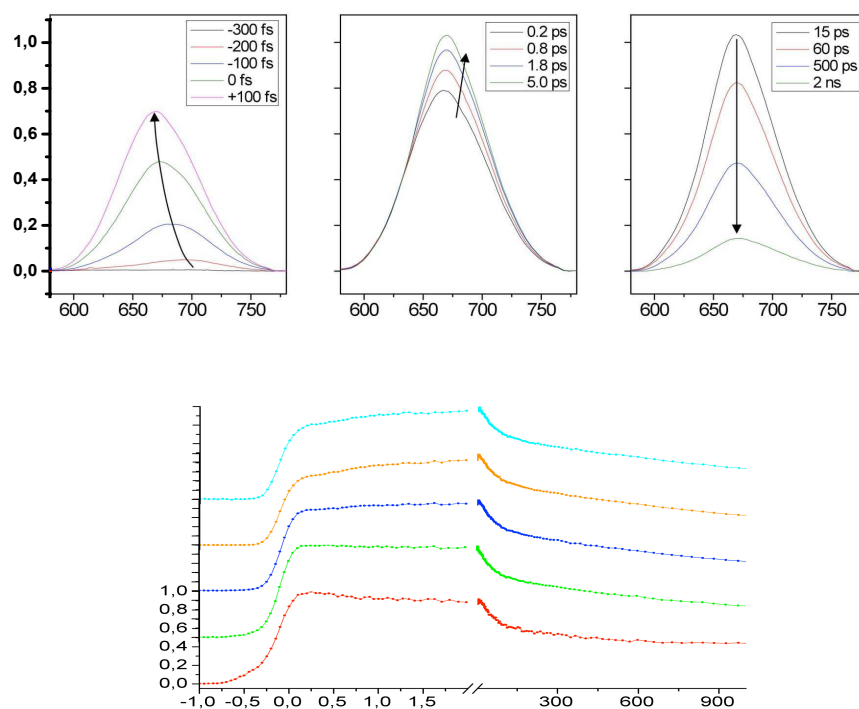 1,0
0,8
0,6
0,4
0,2
0,0
-300 fs
-200 fs
-100 fs
0 fs
+100 fs
600 650 700 750
0.2 ps
0.8 ps
1.8 ps
5.0 ps
600 650 700 750
15 ps
60 ps
500 ps
2 ns
600 650 700 750
1,0
0,8
0,6
0,4
0,2
0,0
-1,0 -0,5 0,0 0,5 1,0 1,5 300 600 900